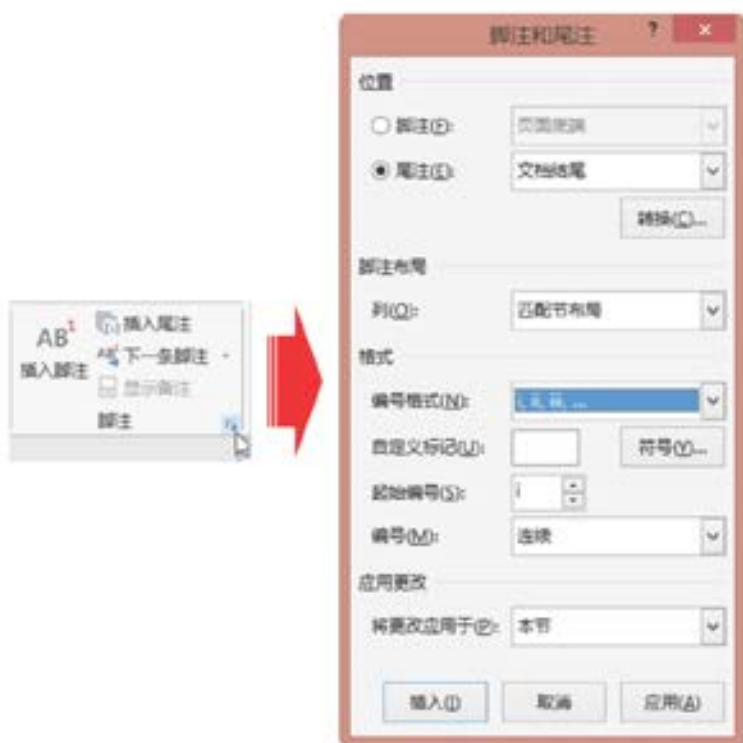 AB¹ 插入尾注
插入脚注 下一条脚注
显示备注
脚注
脚注和尾注 ? ×
位置
脚注(F): 页面底端
尾注(E): 文档结尾
转换(C)...
脚注布局
列(O): 匹配节布局
格式
编号格式(N): i, ii, iii, ...
自定义标记(U): 符号(Y)...
起始编号(S): i
编号(M): 连续
应用更改
将更改应用于(P): 本节
插入(I) 取消 应用(A)